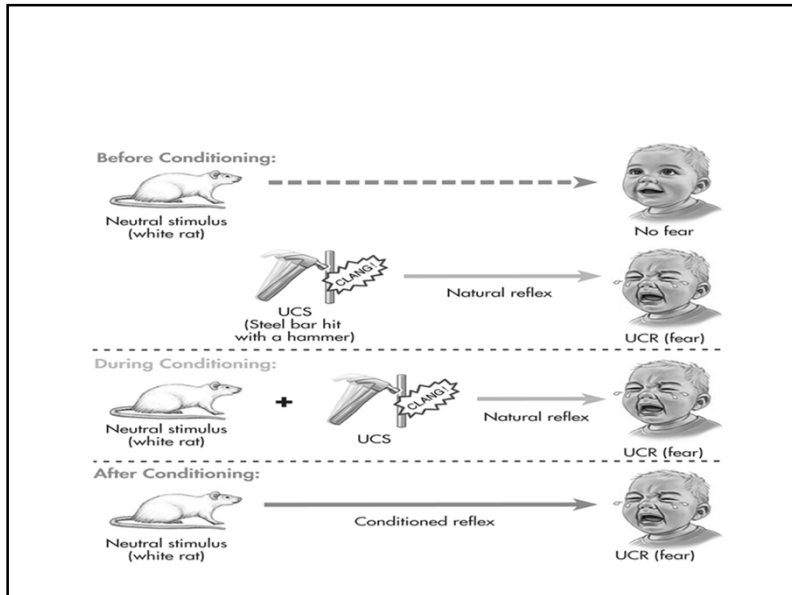 Before Conditioning:
Neutral stimulus
(white rat)
No fear
CLANG!
UCS
(Steel bar hit
with a hammer)
Natural reflex
UCR (fear)
During Conditioning:
Neutral stimulus
(white rat)
+
CLANG!
UCS
Natural reflex
UCR (fear)
After Conditioning:
Neutral stimulus
(white rat)
Conditioned reflex
UCR (fear)